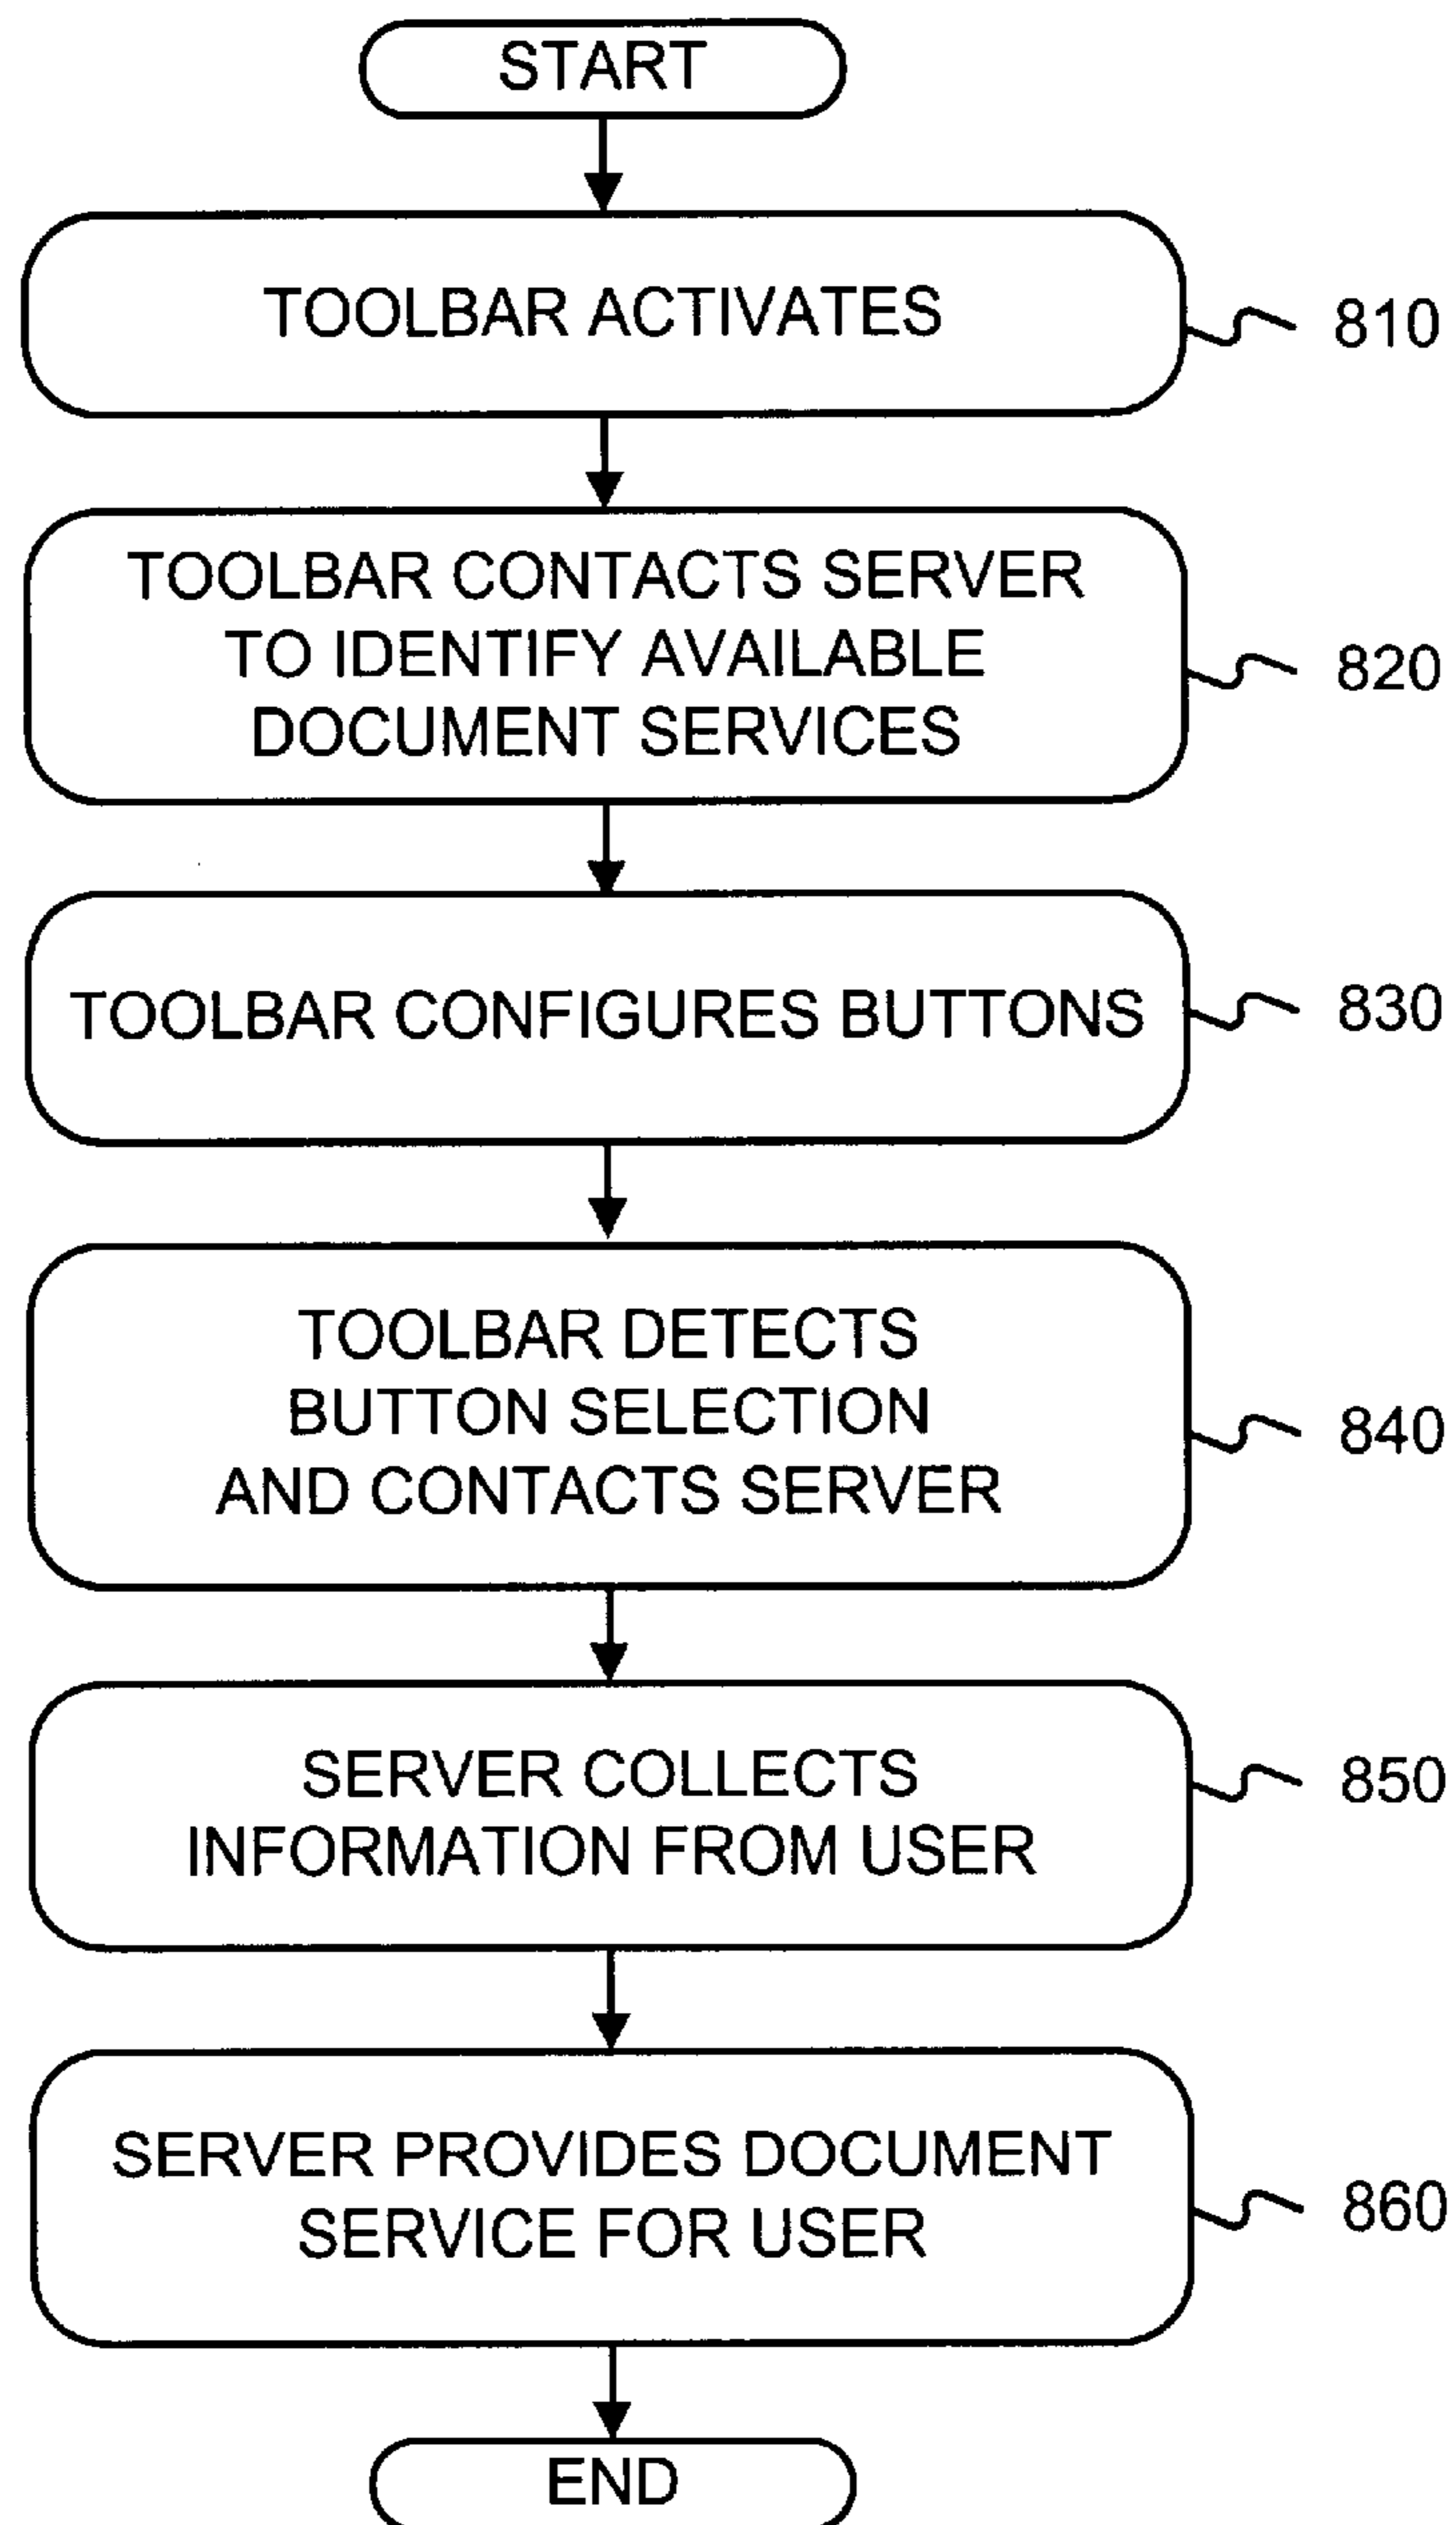 START
TOOLBAR ACTIVATES
810
TOOLBAR CONTACTS SERVER
TO IDENTIFY AVAILABLE
DOCUMENT SERVICES
820
TOOLBAR CONFIGURES BUTTONS
830
TOOLBAR DETECTS
BUTTON SELECTION
AND CONTACTS SERVER
840
SERVER COLLECTS
INFORMATION FROM USER
850
SERVER PROVIDES DOCUMENT
SERVICE FOR USER
860
END